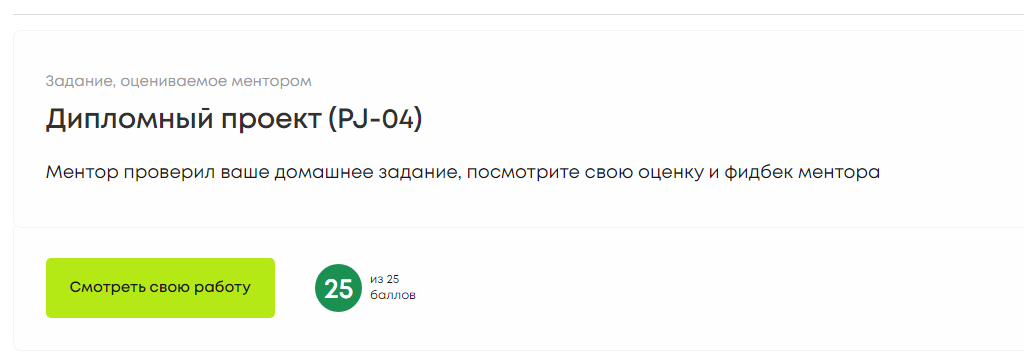 Задание, оцениваемое ментором
Дипломный проект (PJ-04)
Ментор проверил ваше домашнее задание, посмотрите свою оценку и фидбек ментора
Смотреть свою работу
25
из 25
баллов